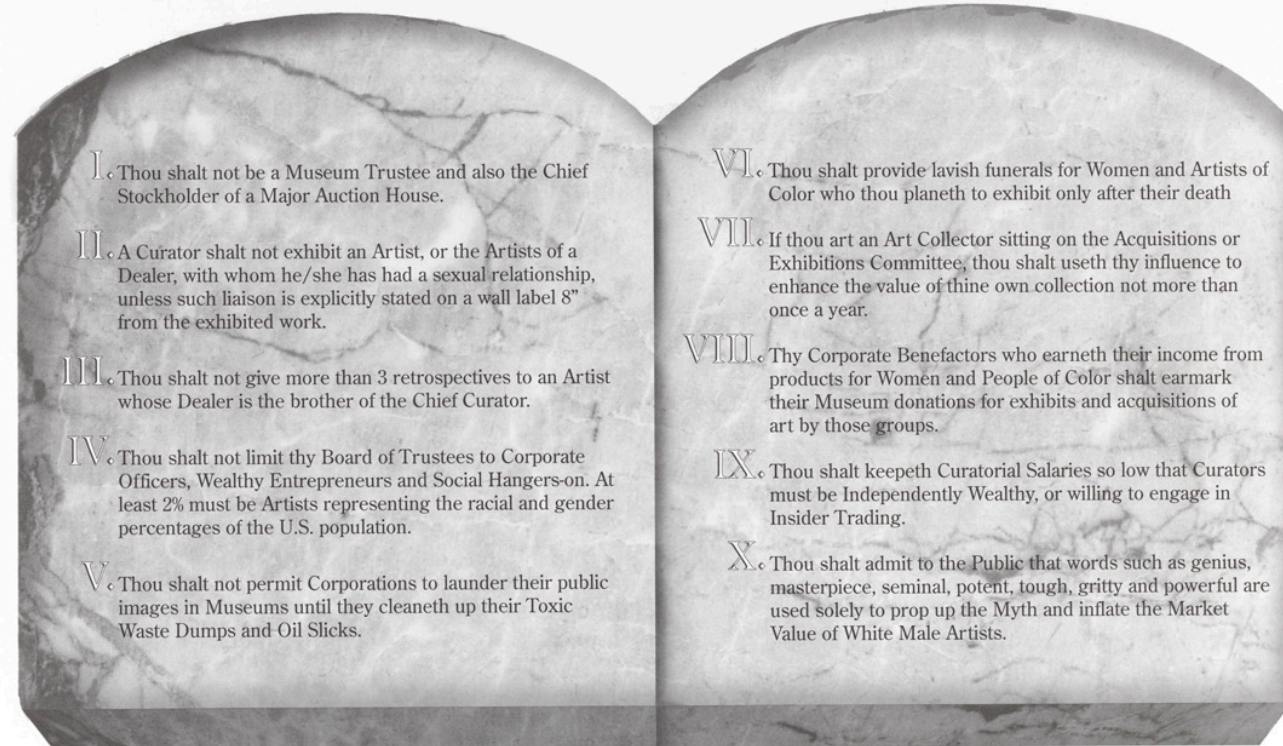 I. Thou shalt not be a Museum Trustee and also the Chief
Stockholder of a Major Auction House.
II. A Curator shalt not exhibit an Artist, or the Artists of a
Dealer, with whom he/she has had a sexual relationship,
unless such liaison is explicitly stated on a wall label 8”
from the exhibited work.
III. Thou shalt not give more than 3 retrospectives to an Artist
whose Dealer is the brother of the Chief Curator.
IV. Thou shalt not limit thy Board of Trustees to Corporate
Officers, Wealthy Entrepreneurs and Social Hangers-on. At
least 2% must be Artists representing the racial and gender
percentages of the U.S. population.
V. Thou shalt not permit Corporations to launder their public
images in Museums until they cleaneth up their Toxic
Waste Dumps and Oil Slicks.
VI. Thou shalt provide lavish funerals for Women and Artists of
Color who thou planeth to exhibit only after their death
VII. If thou art an Art Collector sitting on the Acquisitions or
Exhibitions Committee, thou shalt useth thy influence to
enhance the value of thine own collection not more than
once a year.
VIII. Thy Corporate Benefactors who earneth their income from
products for Women and People of Color shalt earmark
their Museum donations for exhibits and acquisitions of
art by those groups.
IX. Thou shalt keepeth Curatorial Salaries so low that Curators
must be Independently Wealthy, or willing to engage in
Insider Trading.
X. Thou shalt admit to the Public that words such as genius,
masterpiece, seminal, potent, tough, gritty and powerful are
used solely to prop up the Myth and inflate the Market
Value of White Male Artists.